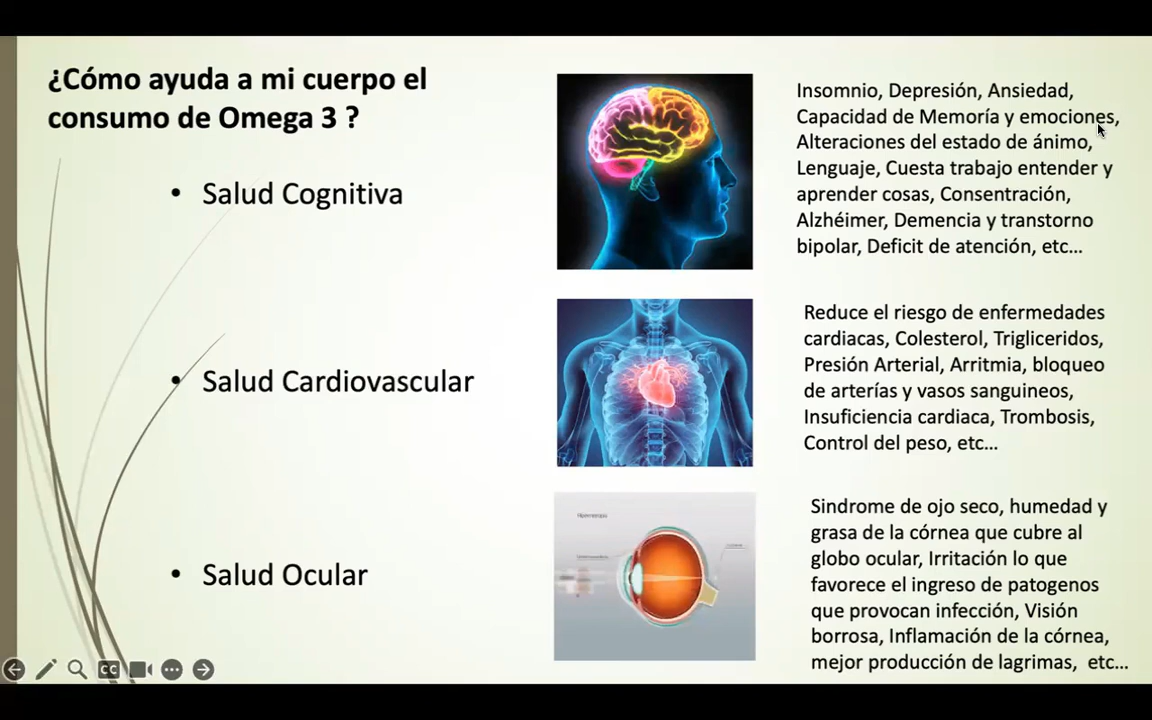 ¿Cómo ayuda a mi cuerpo el
consumo de Omega 3 ?
• Salud Cognitiva
Insomnio, Depresión, Ansiedad,
Capacidad de Memoría y emociones,
Alteraciones del estado de ánimo,
Lenguaje, Cuesta trabajo entender y
aprender cosas, Consentración,
Alzhéimer, Demencia y transtorno
bipolar, Deficit de atención, etc...
• Salud Cardiovascular
Reduce el riesgo de enfermedades
cardiacas, Colesterol, Trigliceridos,
Presión Arterial, Arritmia, bloqueo
de arterías y vasos sanguineos,
Insuficiencia cardiaca, Trombosis,
Control del peso, etc...
• Salud Ocular
Sindrome de ojo seco, humedad y
grasa de la córnea que cubre al
globo ocular, Irritación lo que
favorece el ingreso de patogenos
que provocan infección, Visión
borrosa, Inflamación de la córnea,
mejor producción de lagrimas, etc...
CC